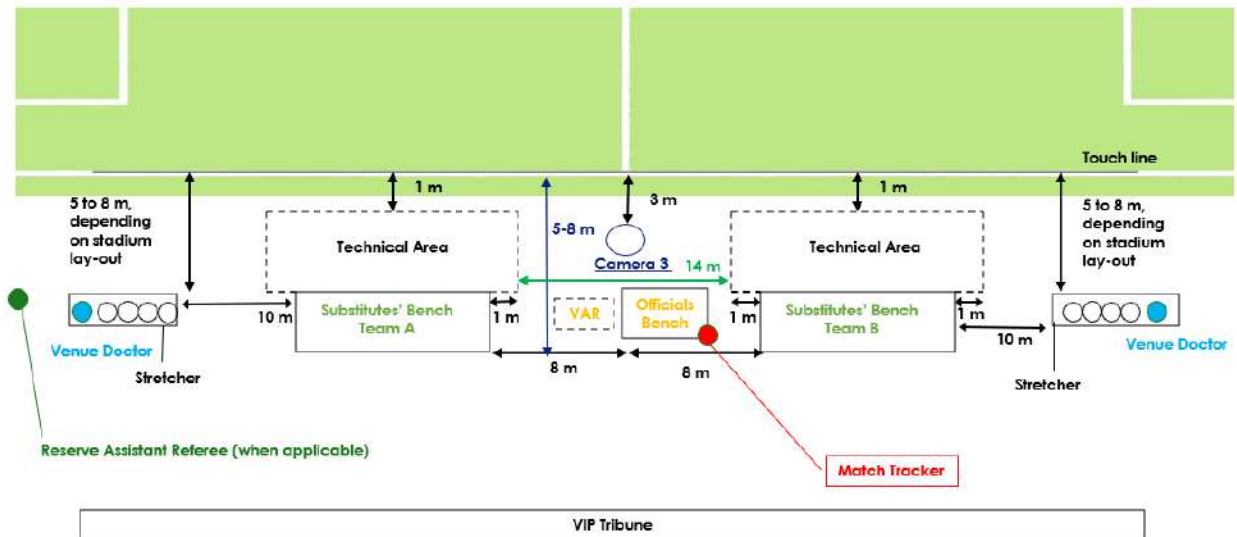 Touch line
1 m
1 m
3 m
5 to 8 m,
depending
on stadium
lay-out
5-8 m
5 to 8 m,
depending
on stadium
lay-out
Technical Area
Camera 3
14 m
Technical Area
10 m
Substitutes' Bench
Team A
1 m
VAR
Officials
Bench
1 m
Substitutes' Bench
Team B
1 m
10 m
Venue Doctor
Stretcher
8 m
8 m
Stretcher
Venue Doctor
Reserve Assistant Referee (when applicable)
Match Tracker
VIP Tribune